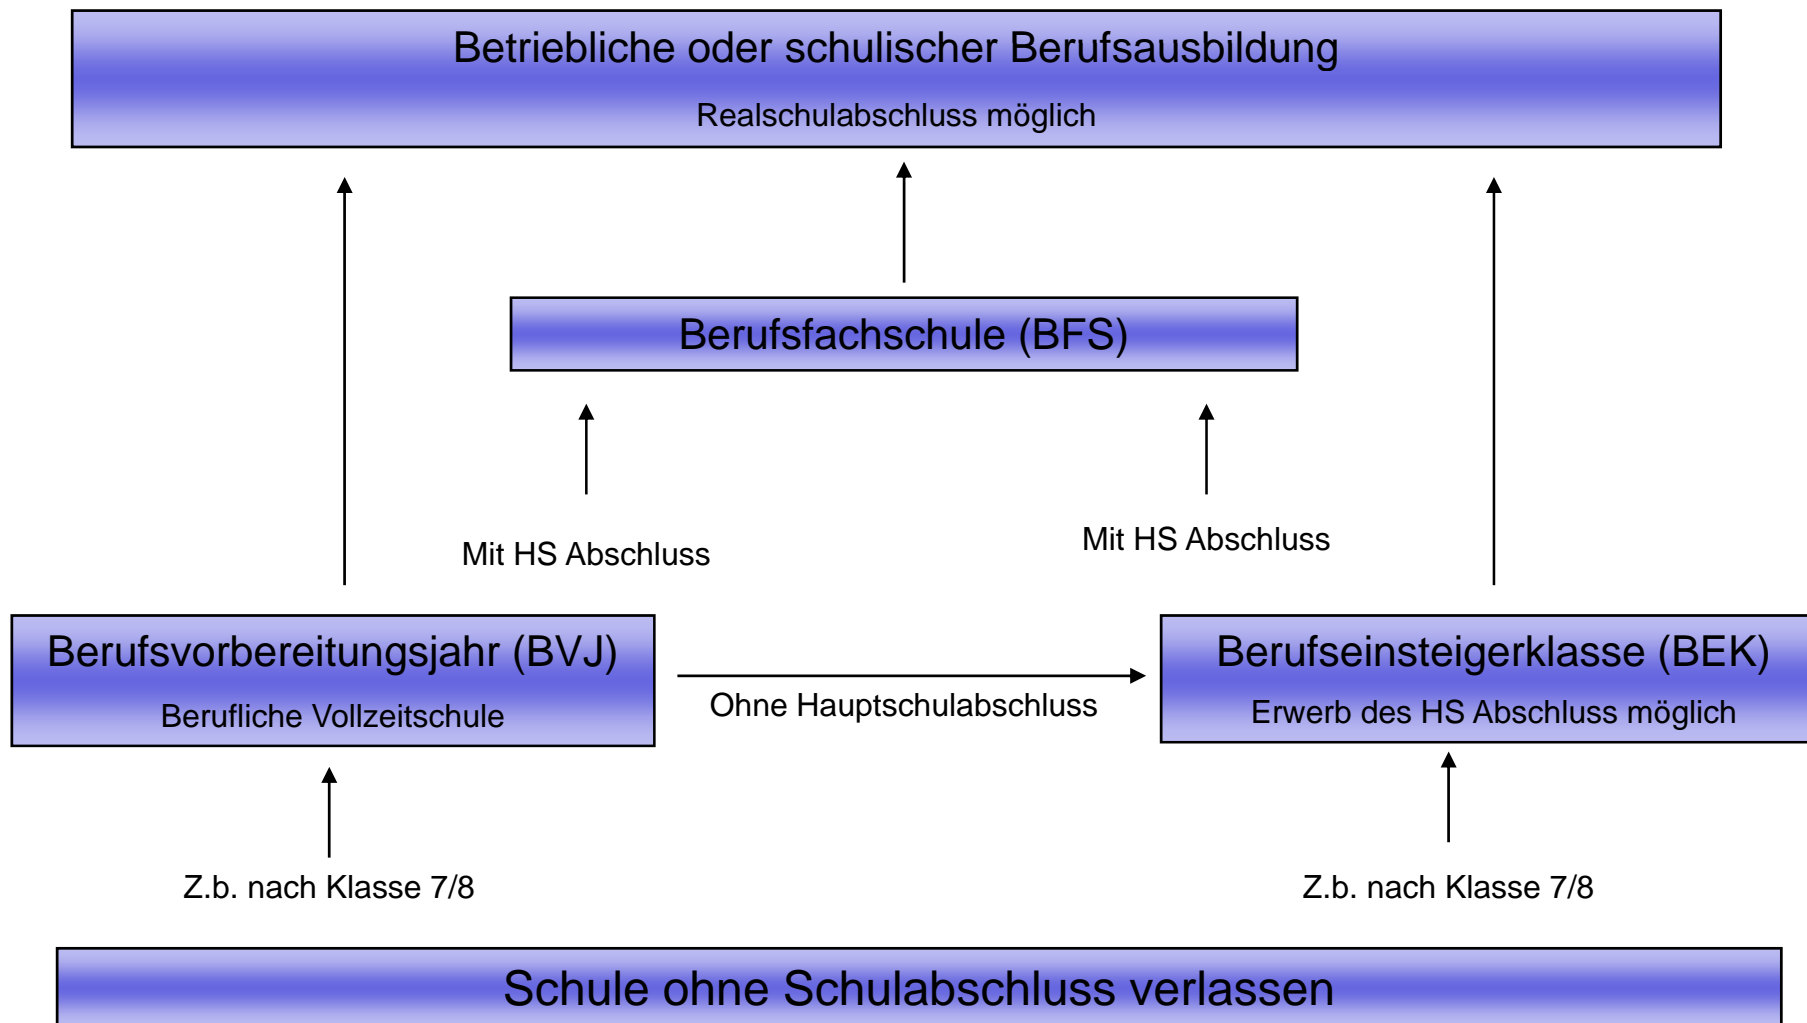 Betriebliche oder schulischer Berufsausbildung
Realschulabschluss möglich
Berufsfachschule (BFS)
Mit HS Abschluss
Mit HS Abschluss
Berufsvorbereitungsjahr (BVJ)
Berufliche Vollzeitschule
Ohne Hauptschulabschluss
Berufseinsteigerklasse (BEK)
Erwerb des HS Abschluss möglich
Z.b. nach Klasse 7/8
Z.b. nach Klasse 7/8
Schule ohne Schulabschluss verlassen